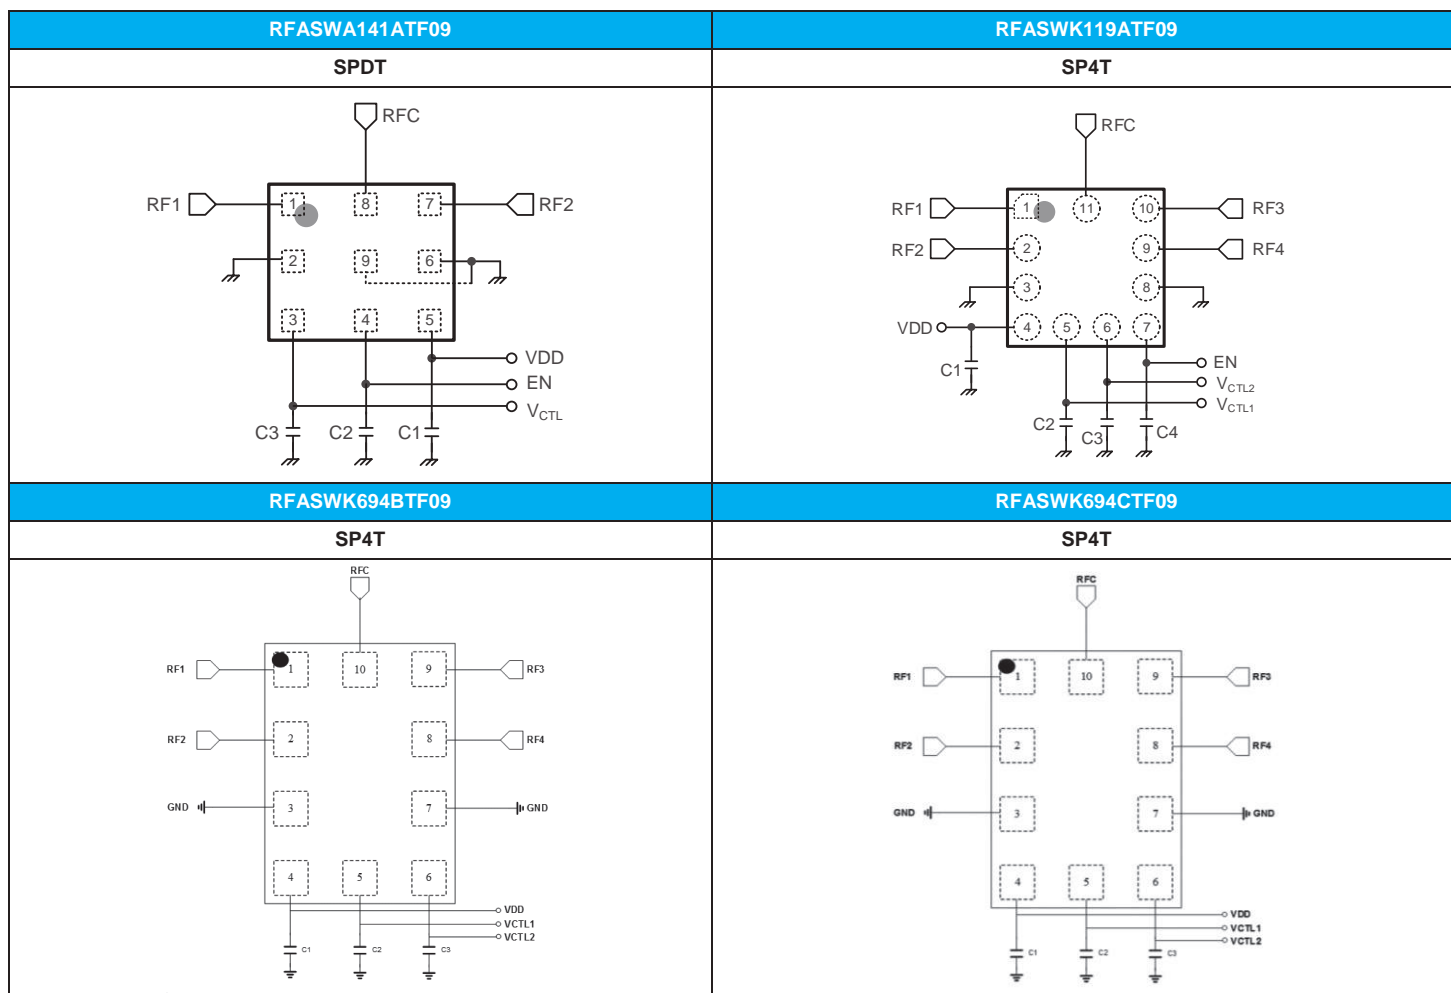 RFASWA141ATF09
RFASWK119ATF09
SPDT
SP4T
RFC
RF1
1
8
7
RF2
2
9
6
3
4
5
VDD
EN
VCTL
C3
C2
C1
RFC
RF1
1
11
10
RF3
RF2
2
9
RF4
3
8
VDD
4
5
6
7
C1
EN
VCTL2
VCTL1
C2
C3
C4
RFASWK694BTF09
RFASWK694CTF09
SP4T
SP4T
RFC
RF1
1
10
9
RF3
RF2
2
8
RF4
GND
3
7
GND
4
5
6
VDD
VCTL1
VCTL2
C1
C2
C3
RFC
RF1
1
10
9
RF3
RF2
2
8
RF4
GND
3
7
GND
4
5
6
VDD
VCTL1
VCTL2
C1
C2
C3